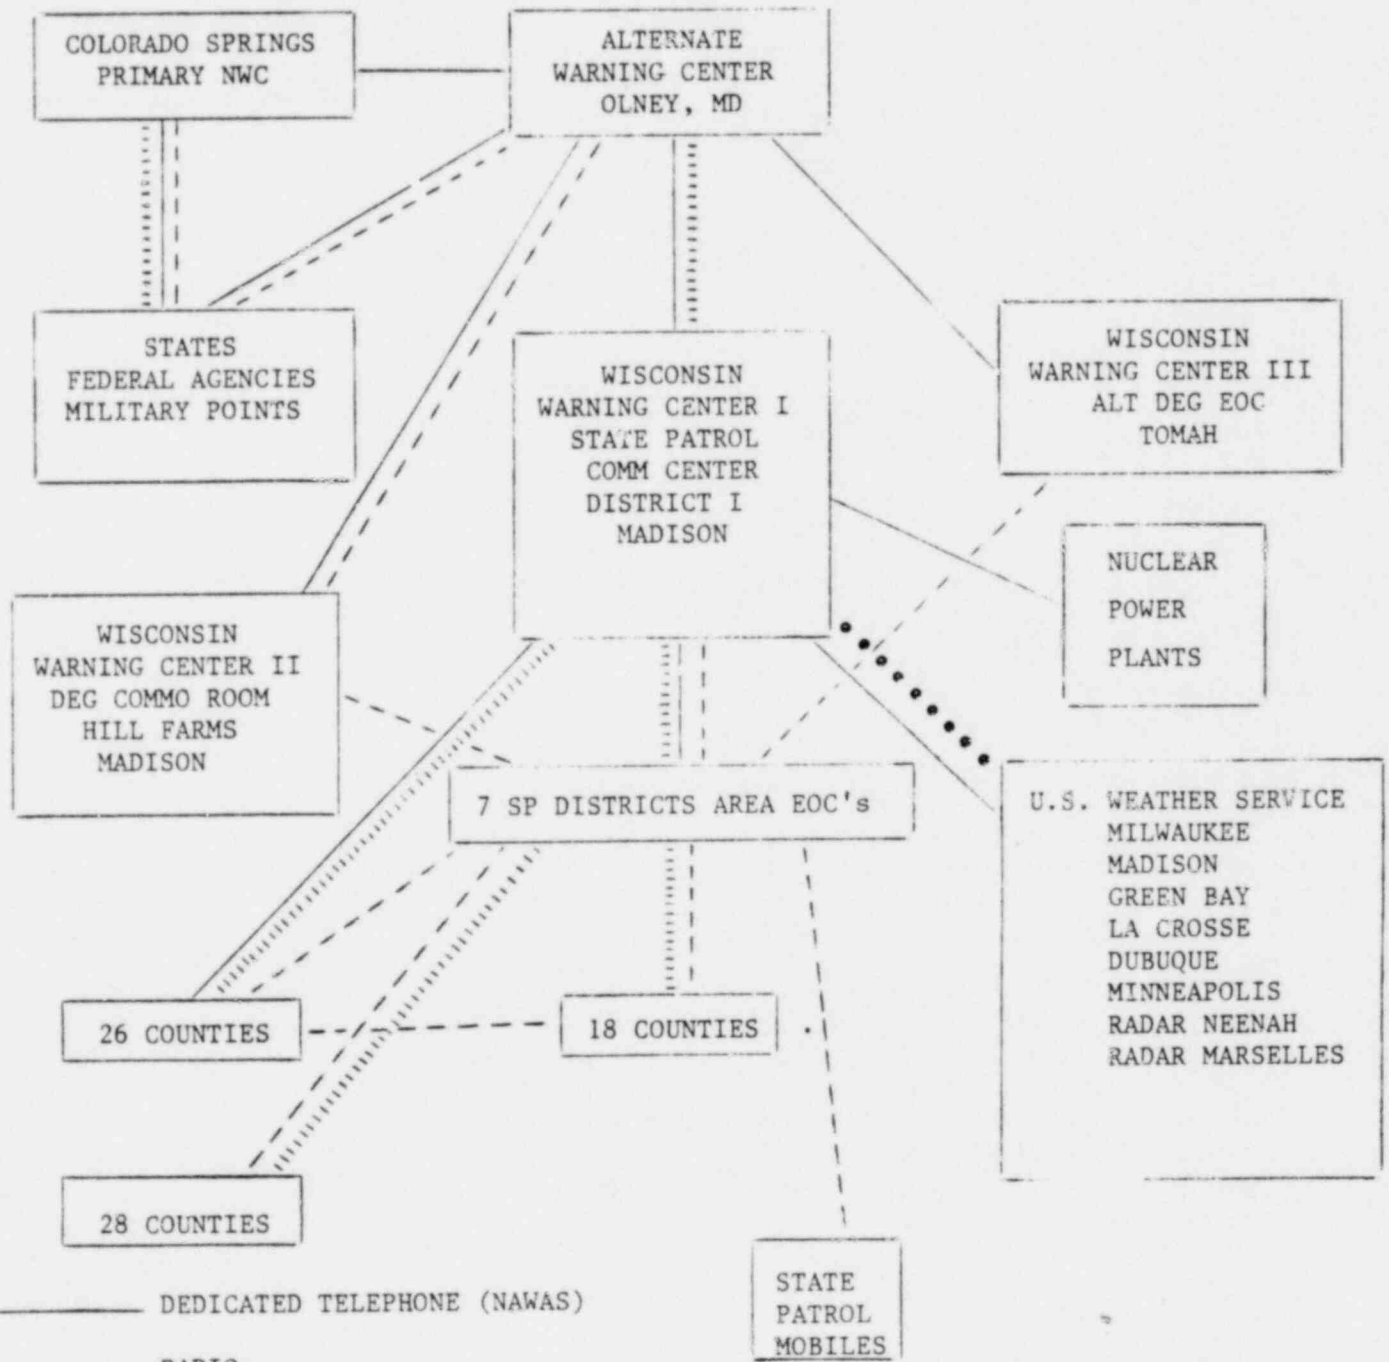 COLORADO SPRINGS
PRIMARY NWC
ALTERNATE
WARNING CENTER
OLNEY, MD
STATES
FEDERAL AGENCIES
MILITARY POINTS
WISCONSIN
WARNING CENTER I
STATE PATROL
COMM CENTER
DISTRICT I
MADISON
WISCONSIN
WARNING CENTER III
ALT DEG EOC
TOMAH
NUCLEAR
POWER
PLANTS
WISCONSIN
WARNING CENTER II
DEG COMMO ROOM
HILL FARMS
MADISON
7 SP DISTRICTS AREA EOC's
U.S. WEATHER SERVICE
MILWAUKEE
MADISON
GREEN BAY
LA CROSSE
DUBUQUE
MINNEAPOLIS
RADAR NEENAH
RADAR MARSELLES
26 COUNTIES
18 COUNTIES
28 COUNTIES
STATE
PATROL
MOBILES
DEDICATED TELEPHONE (NAWAS)